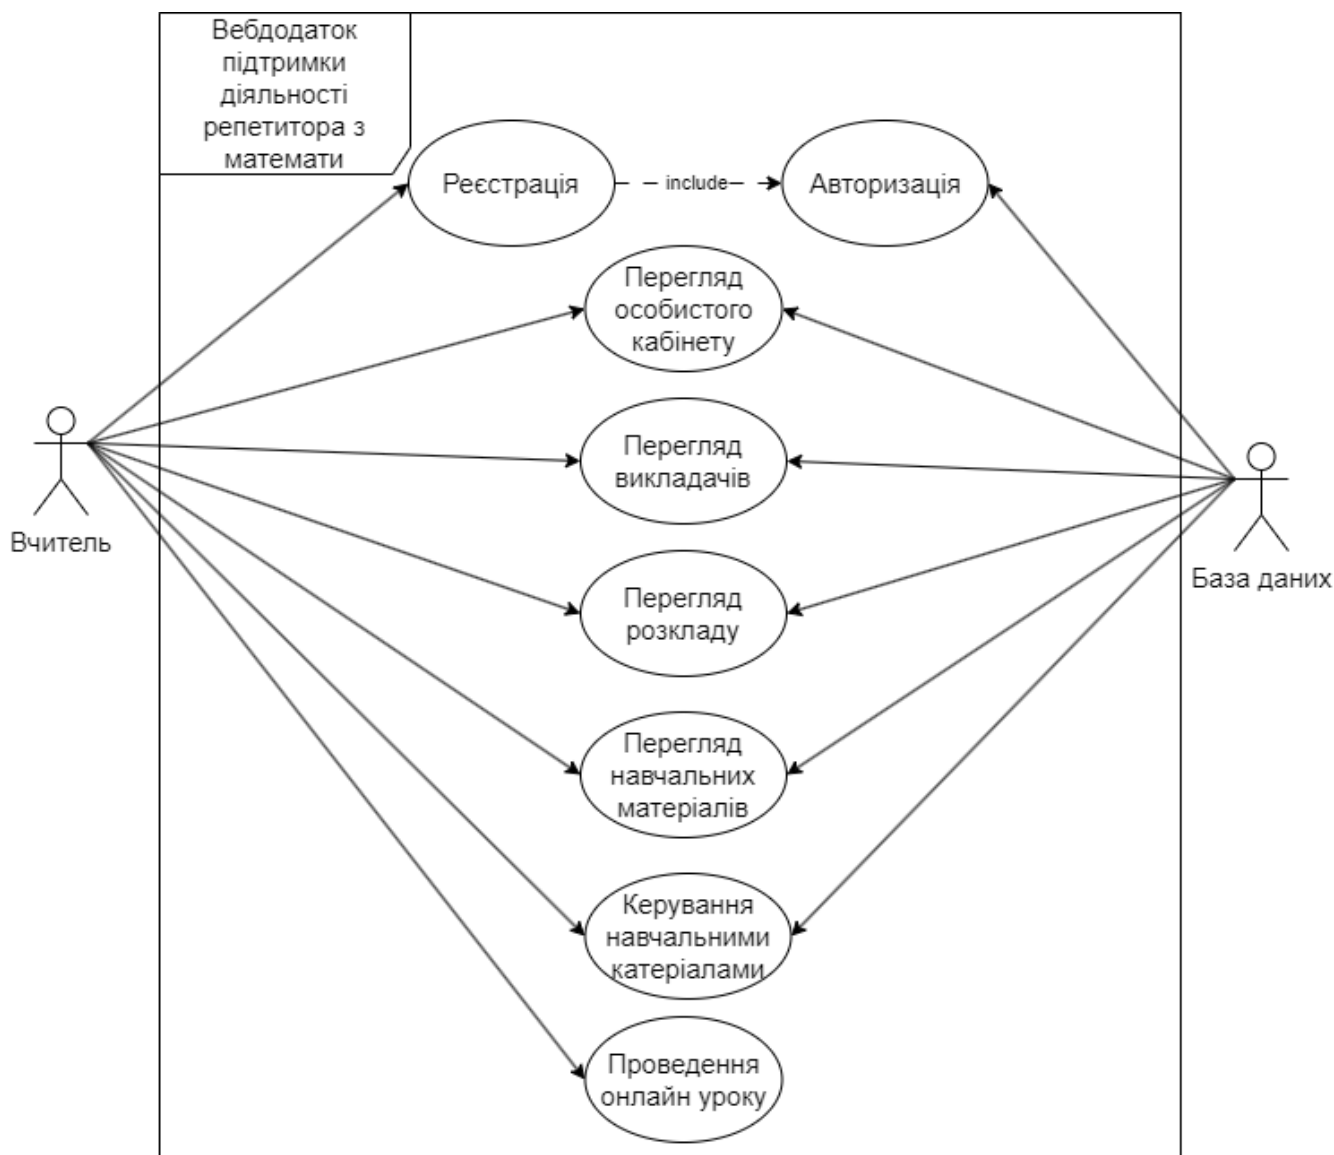 Вебдодаток
підтримки
діяльності
репетитора з
математи
Реєстрація
include
Авторизація
Перегляд
особистого
кабінету
Перегляд
викладачів
Вчитель
База даних
Перегляд
розкладу
Перегляд
навчальних
матеріалів
Керування
навчальними
катеріалами
Проведення
онлайн уроку